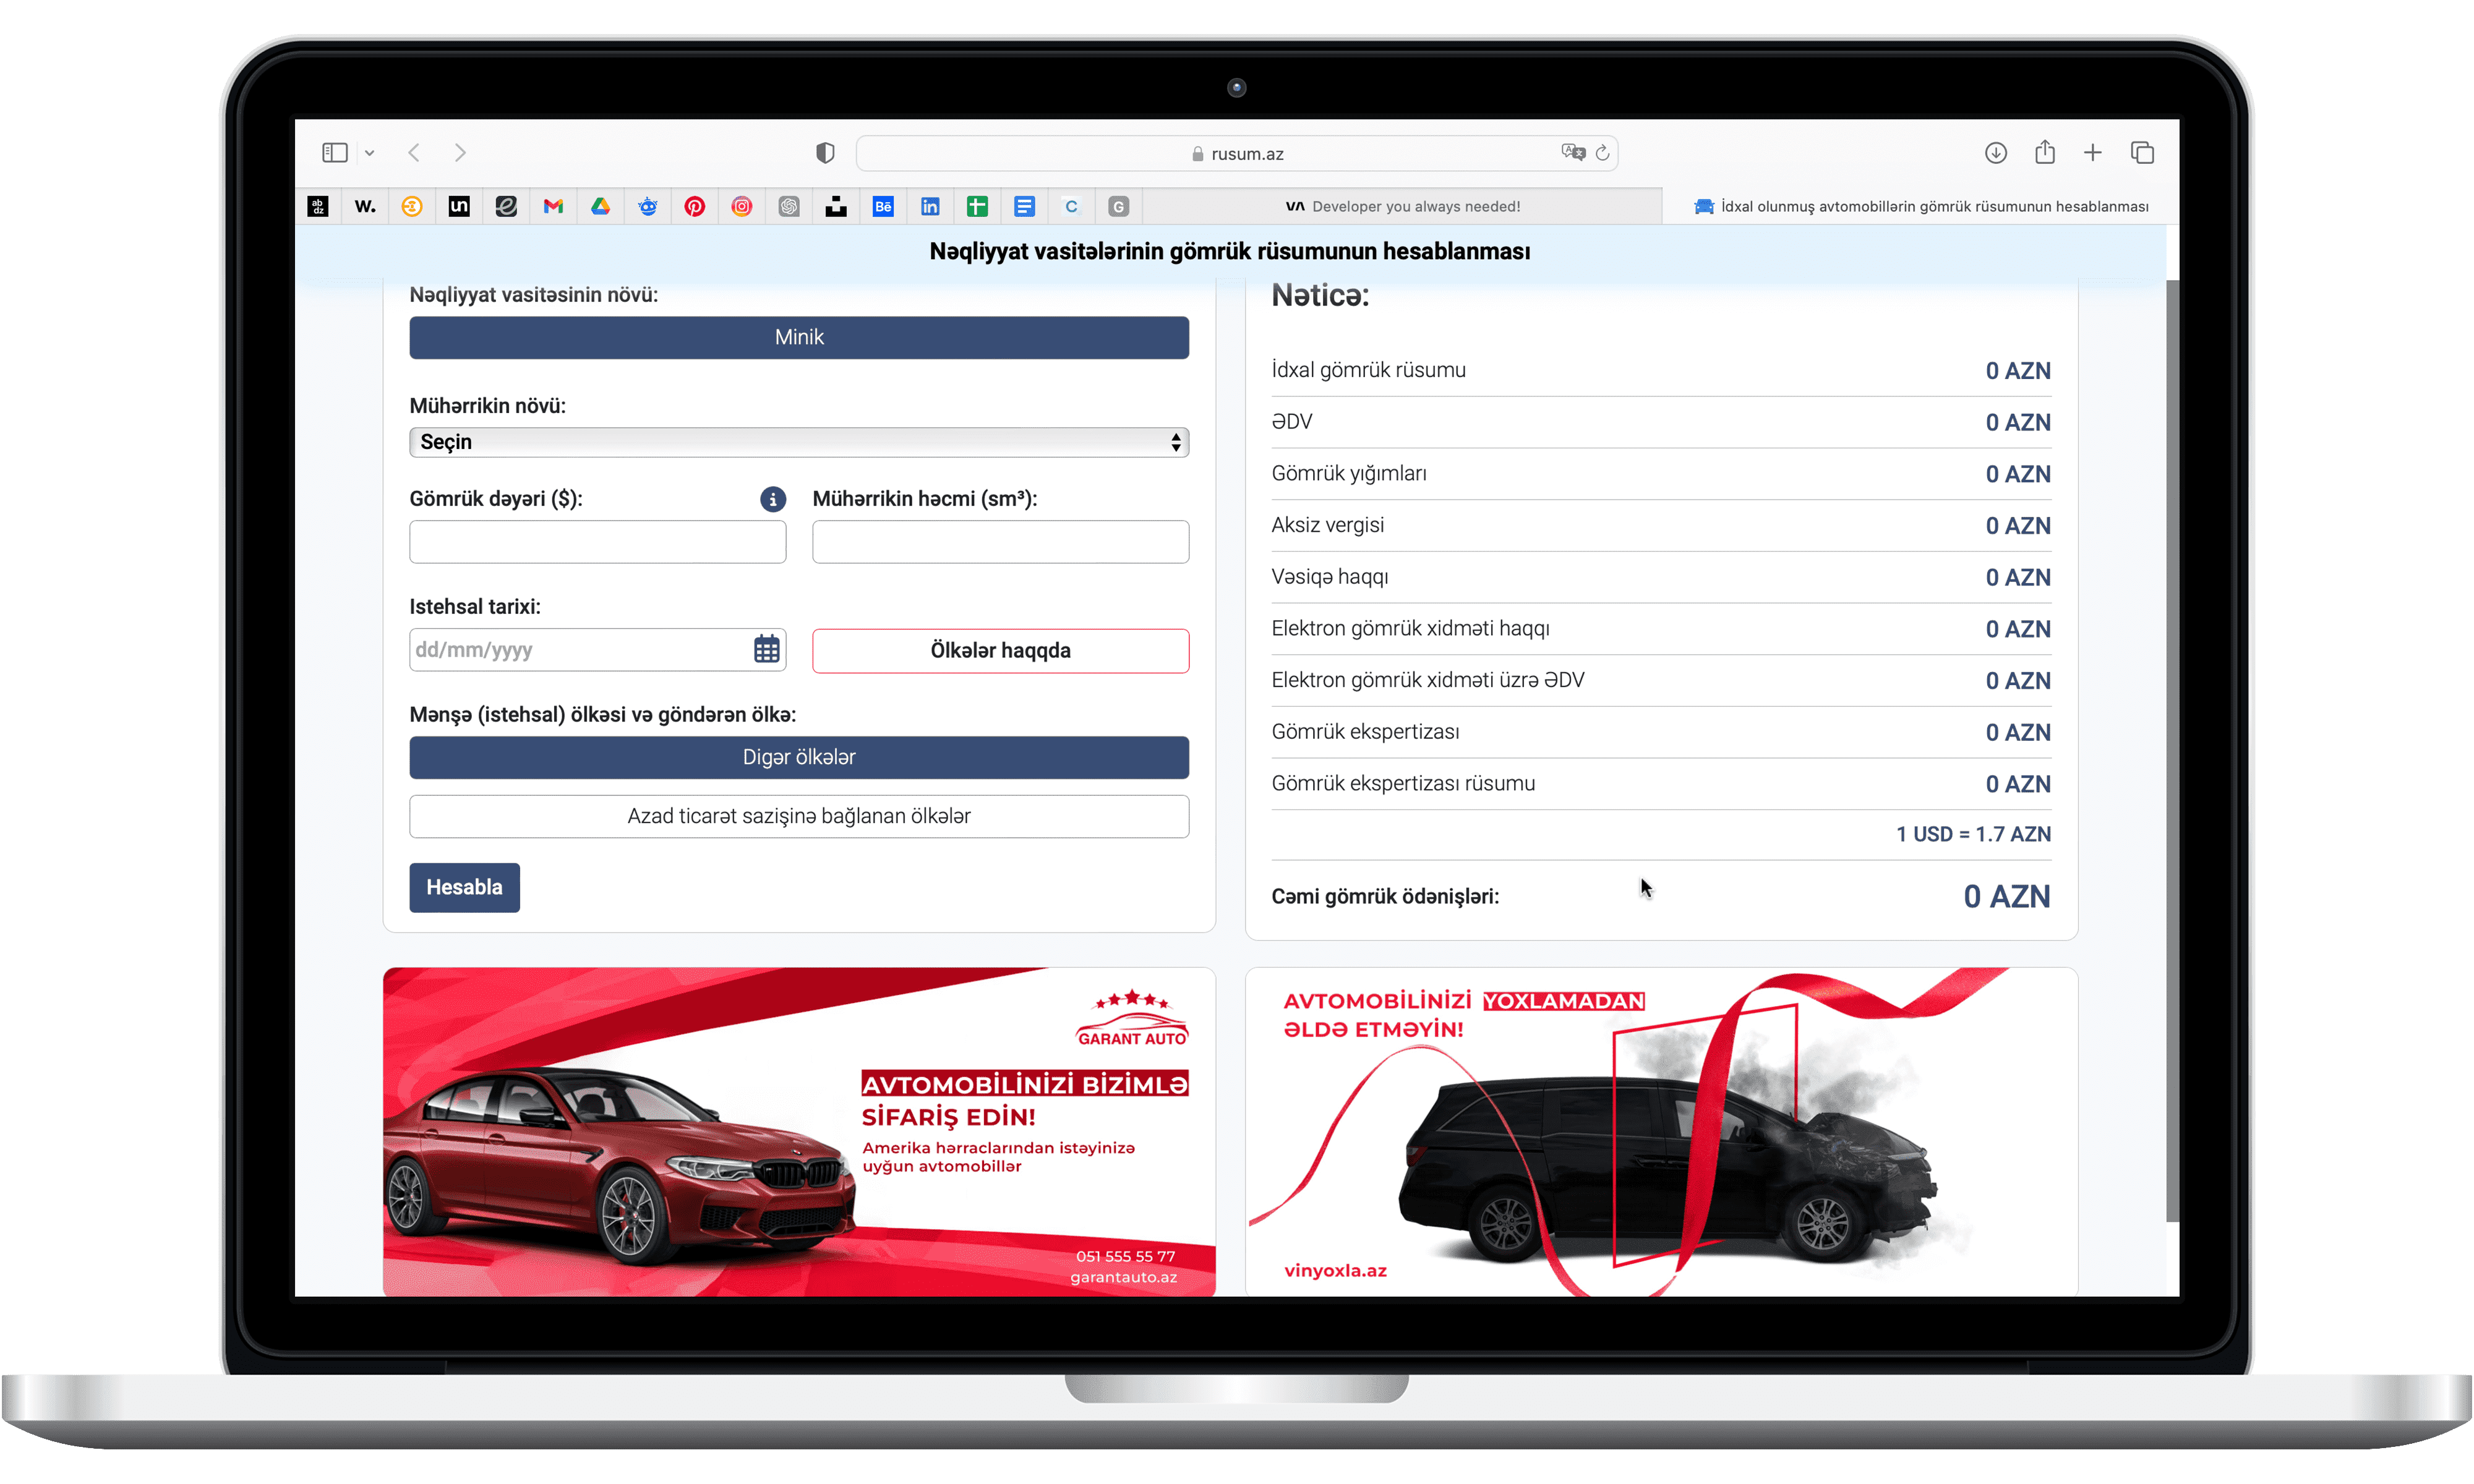 rusum.az
ab
dz
W.
un
Bē
in
C
G
VA Developer you always needed!
İdxal olunmuş avtomobillərin gömrük rüsumunun hesablanması
Nəqliyyat vasitələrinin gömrük rüsumunun hesablanması
Nəqliyyat vasitəsinin növü:
Minik
Mühərrikin növü:
Seçin
Gömrük dəyəri ($):
Mühərrikin həcmi (sm³):
Istehsal tarixi:
dd/mm/yyyy
Ölkələr haqqda
Mənşə (istehsal) ölkəsi və göndərən ölkə:
Digər ölkələr
Azad ticarət sazişinə bağlanan ölkələr
Hesabla
Nəticə:
İdxal gömrük rüsumu 0 AZN
ƏDV 0 AZN
Gömrük yığımları 0 AZN
Aksiz vergisi 0 AZN
Vəsiqə haqqı 0 AZN
Elektron gömrük xidməti haqqı 0 AZN
Elektron gömrük xidməti üzrə ƏDV 0 AZN
Gömrük ekspertizası 0 AZN
Gömrük ekspertizası rüsumu 0 AZN
1 USD = 1.7 AZN
Cəmi gömrük ödənişləri: 0 AZN
GARANT AUTO
AVTOMOBİLİNİZİ BİZİMLƏ
SİFARİŞ EDİN!
Amerika hərraclarından istəyinizə
uyğun avtomobillər
051 555 55 77
garantauto.az
AVTOMOBİLİNİZİ YOXLAMADAN
ƏLDƏ ETMƏYİN!
vinyoxla.az